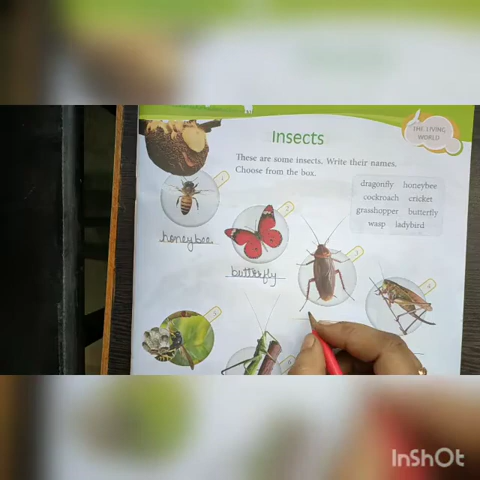 THE LIVING
WORLD
Insects
These are some insects. Write their names.
Choose from the box.
dragonfly honeybee
cockroach cricket
grasshopper butterfly
wasp ladybird
honeybee
butterfly
InShOt